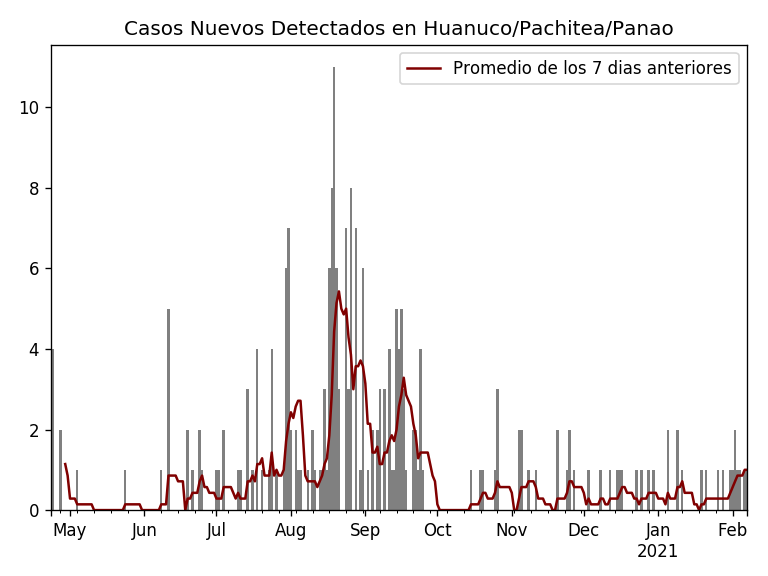 Casos Nuevos Detectados en Huanuco/Pachitea/Panao
Promedio de los 7 dias anteriores
10
8
6
4
2
0
May Jun Jul Aug Sep Oct Nov Dec Jan Feb
2021